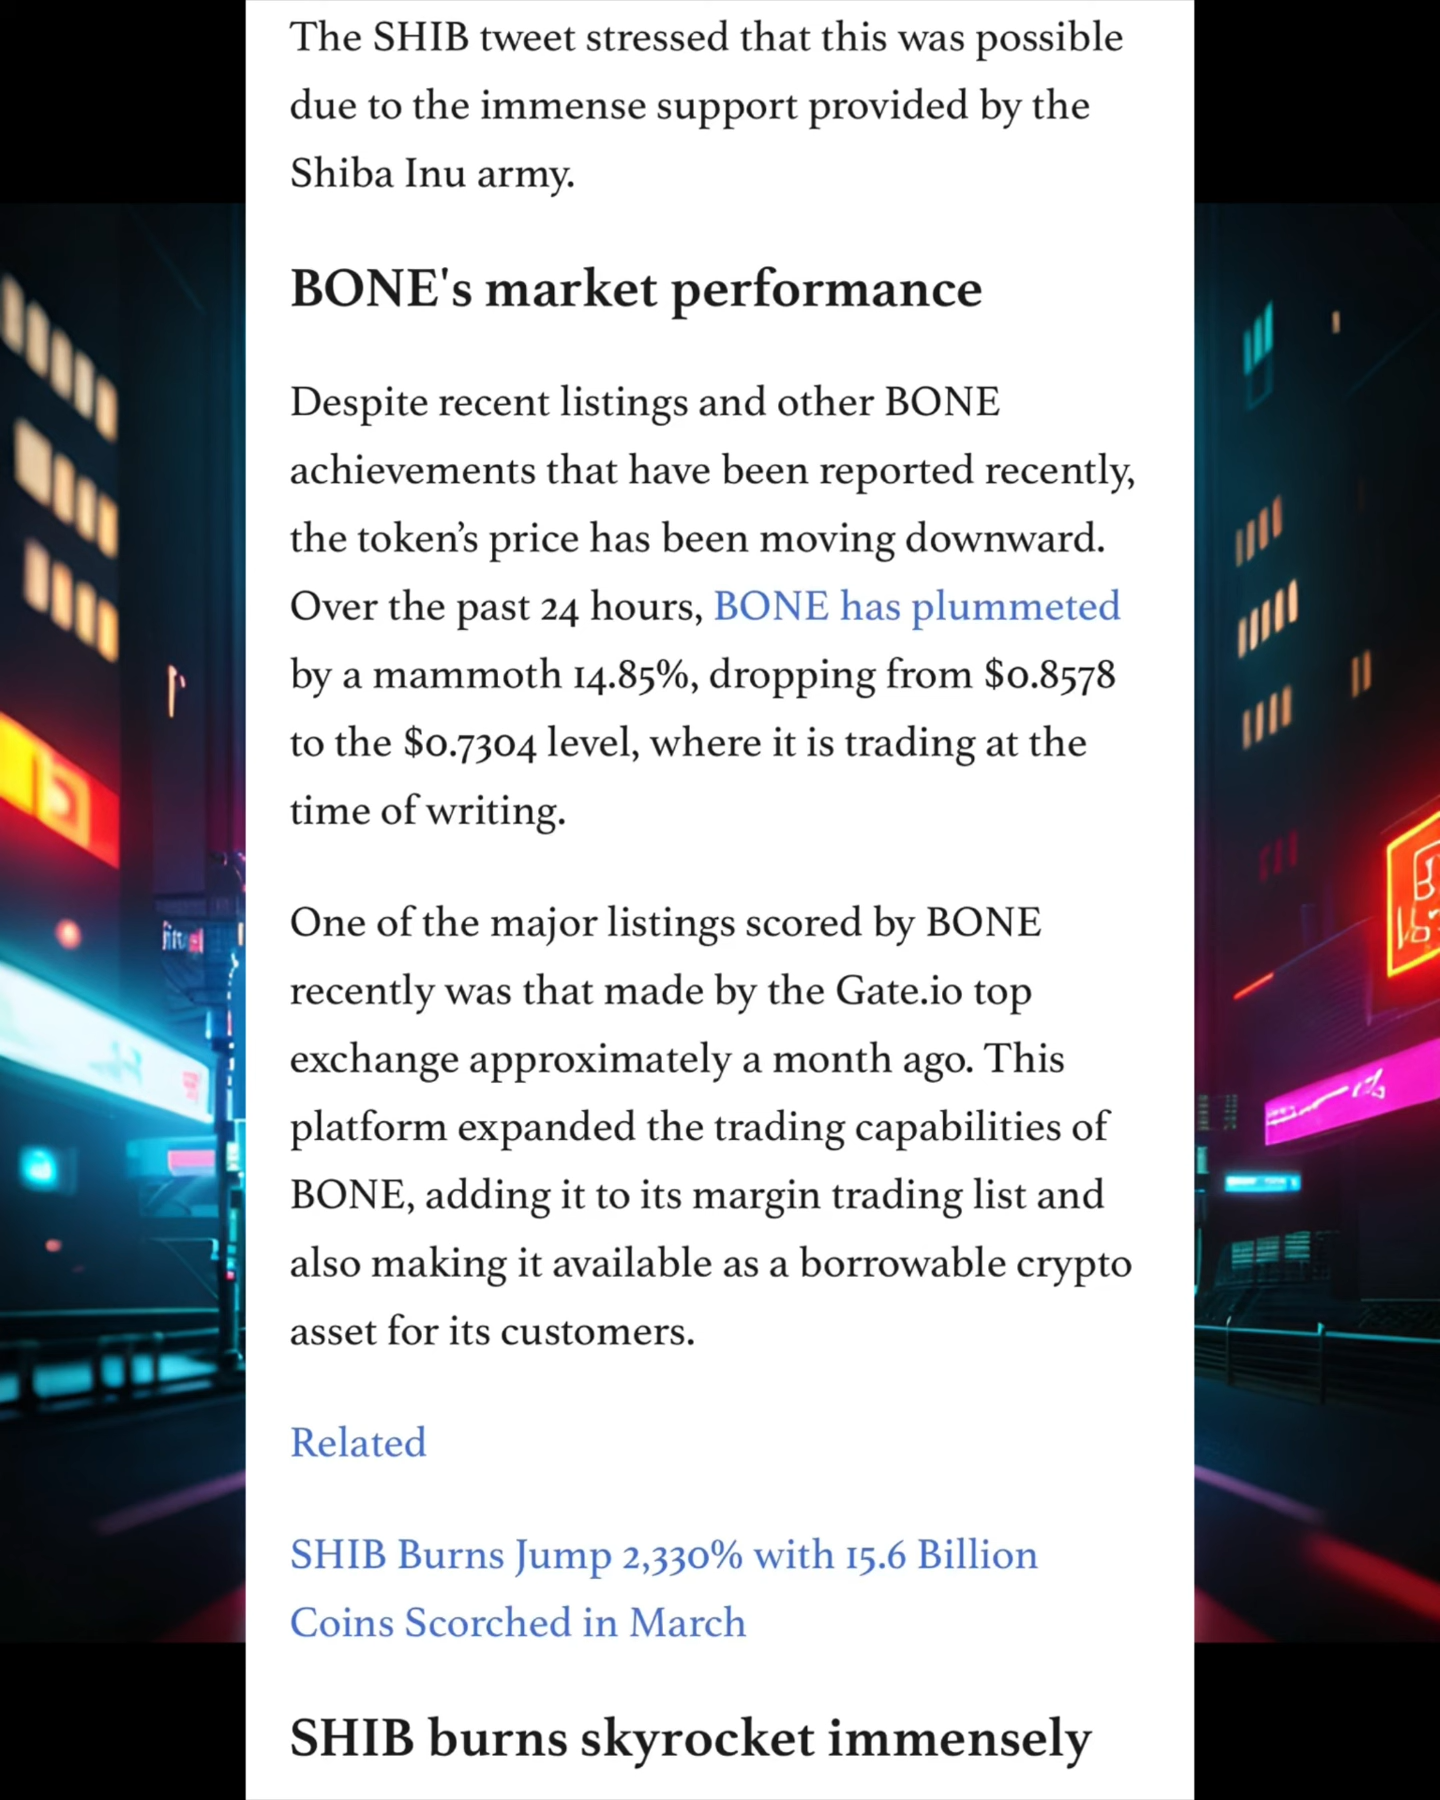 The SHIB tweet stressed that this was possible
due to the immense support provided by the
Shiba Inu army.
BONE's market performance
Despite recent listings and other BONE
achievements that have been reported recently,
the token’s price has been moving downward.
Over the past 24 hours, BONE has plummeted
by a mammoth 14.85%, dropping from $0.8578
to the $0.7304 level, where it is trading at the
time of writing.
One of the major listings scored by BONE
recently was that made by the Gate.io top
exchange approximately a month ago. This
platform expanded the trading capabilities of
BONE, adding it to its margin trading list and
also making it available as a borrowable crypto
asset for its customers.
Related
SHIB Burns Jump 2,330% with 15.6 Billion
Coins Scorched in March
SHIB burns skyrocket immensely